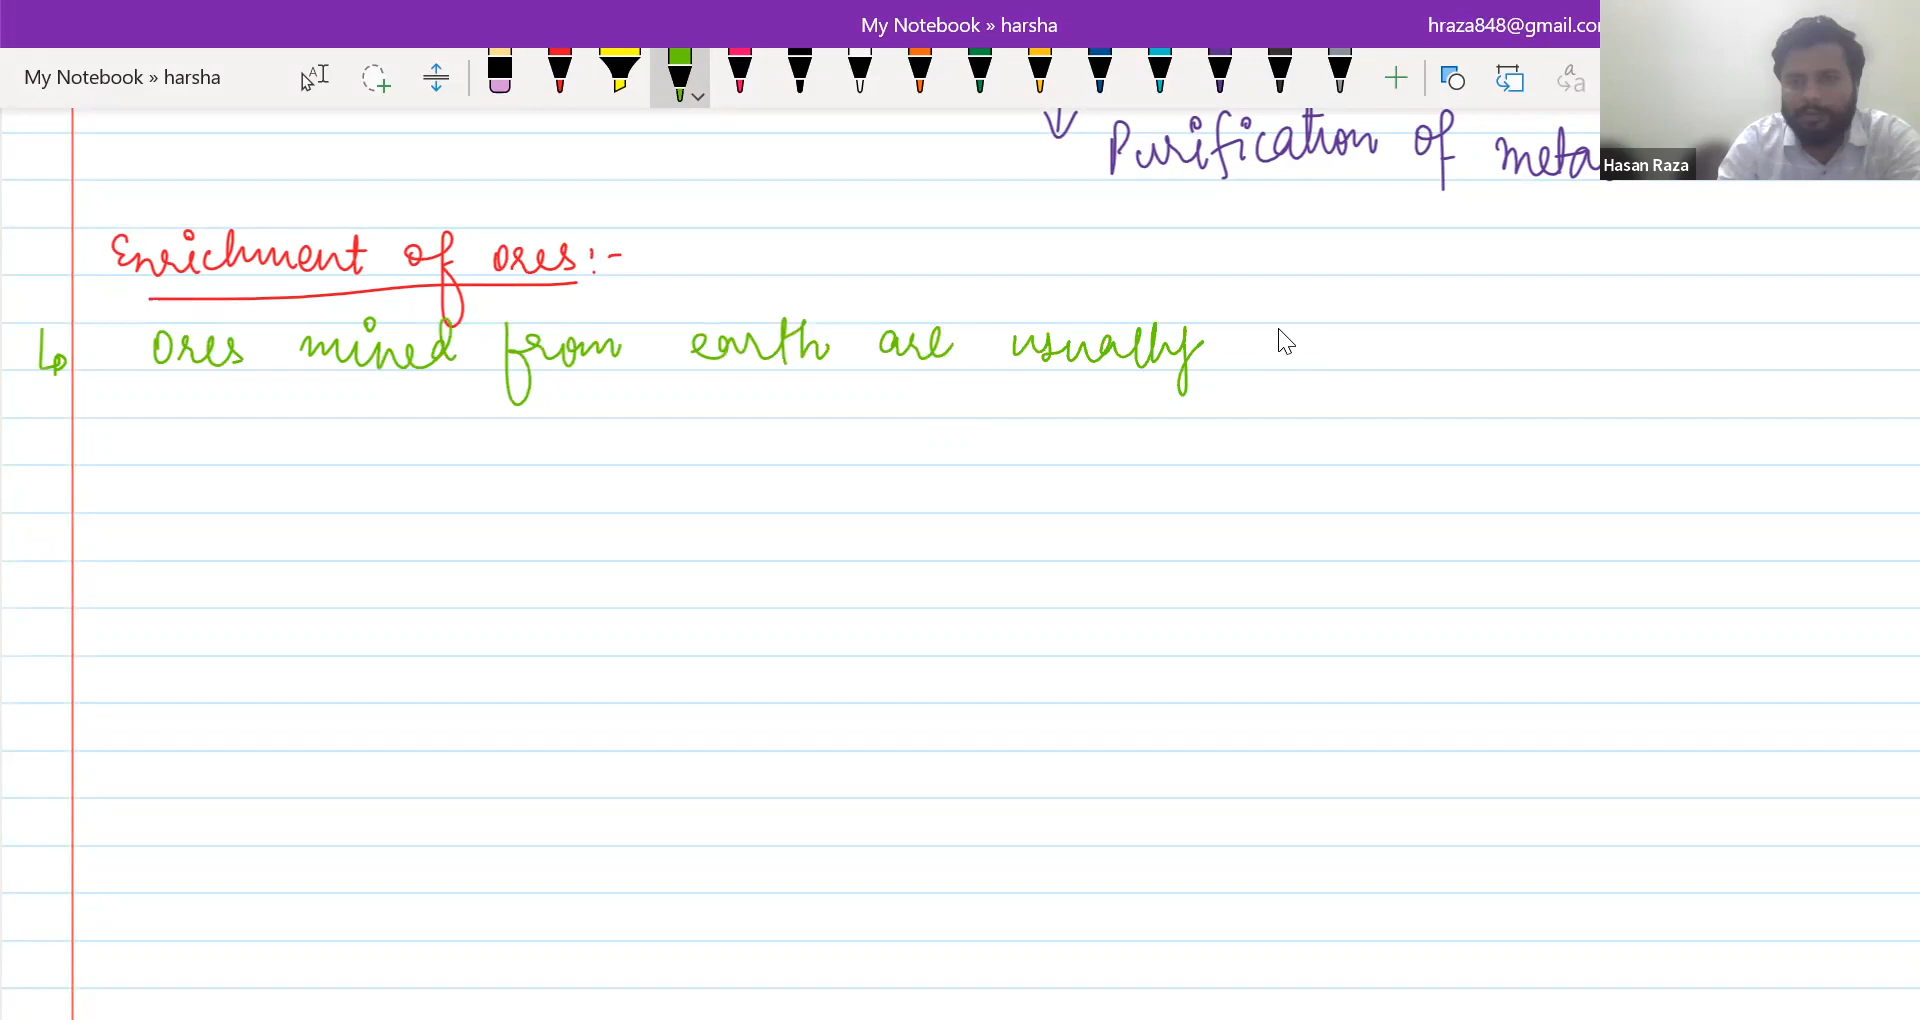 My Notebook » harsha
hraza848@gmail.co
My Notebook » harsha
Purification of meta
Hasan Raza
Enrichment of ores:-
↳ Ores mined from earth are usually